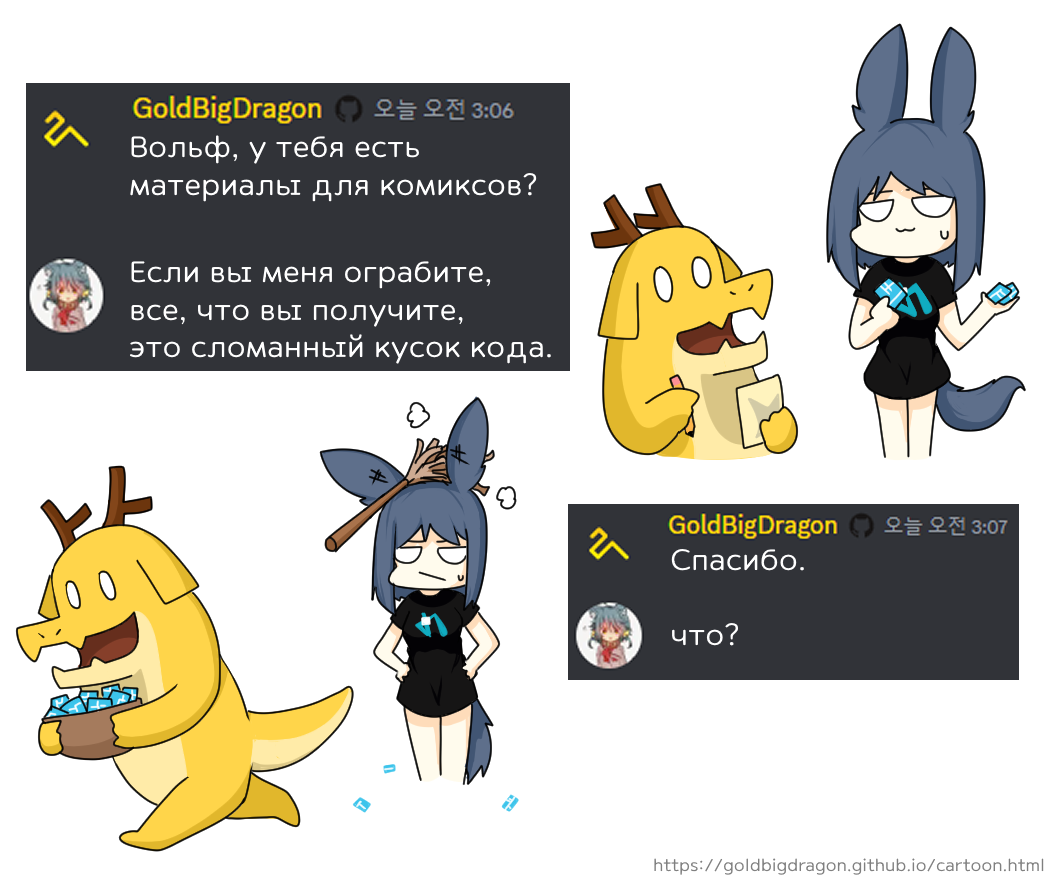 GoldBigDragon 오늘 오전 3:06
Вольф, у тебя есть
материалы для комиксов?
Если вы меня ограбите,
все, что вы получите,
это сломанный кусок кода.
GoldBigDragon 오늘 오전 3:07
Спасибо.
что?
https://goldbigdragon.github.io/cartoon.html